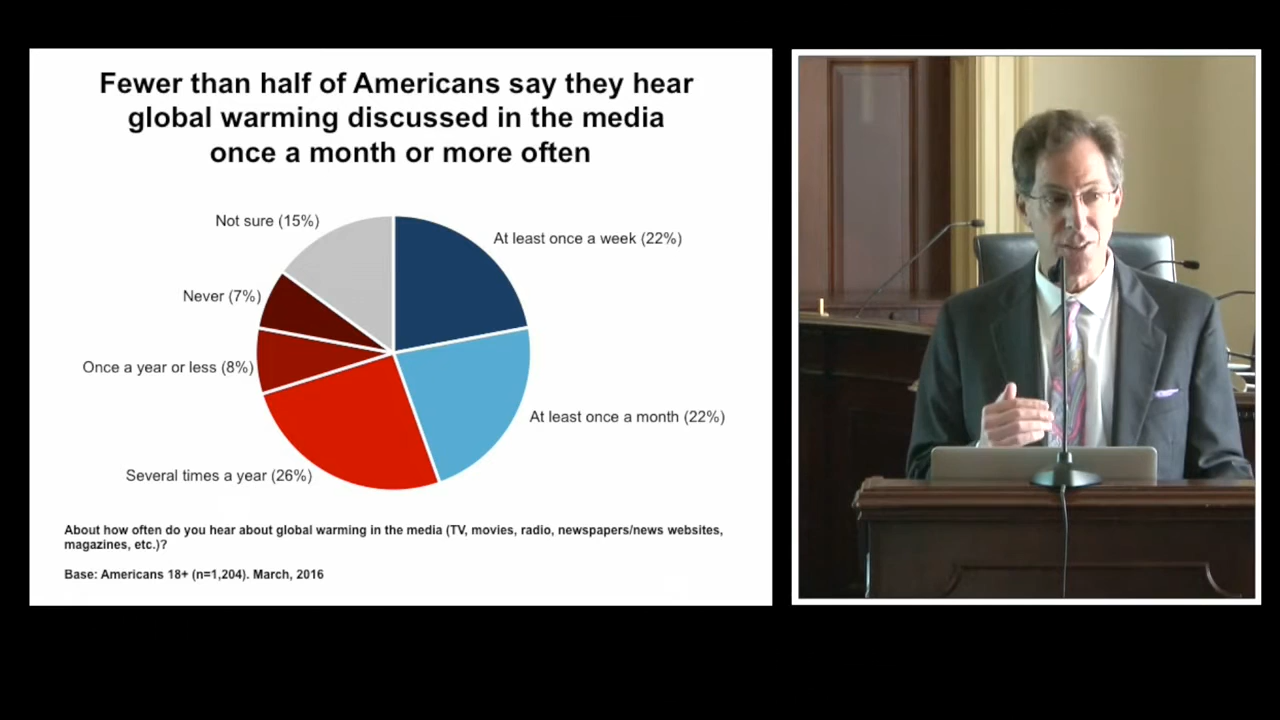 Fewer than half of Americans say they hear
global warming discussed in the media
once a month or more often
Not sure (15%)
At least once a week (22%)
Never (7%)
Once a year or less (8%)
At least once a month (22%)
Several times a year (26%)
About how often do you hear about global warming in the media (TV, movies, radio, newspapers/news websites,
magazines, etc.)?
Base: Americans 18+ (n=1,204). March, 2016